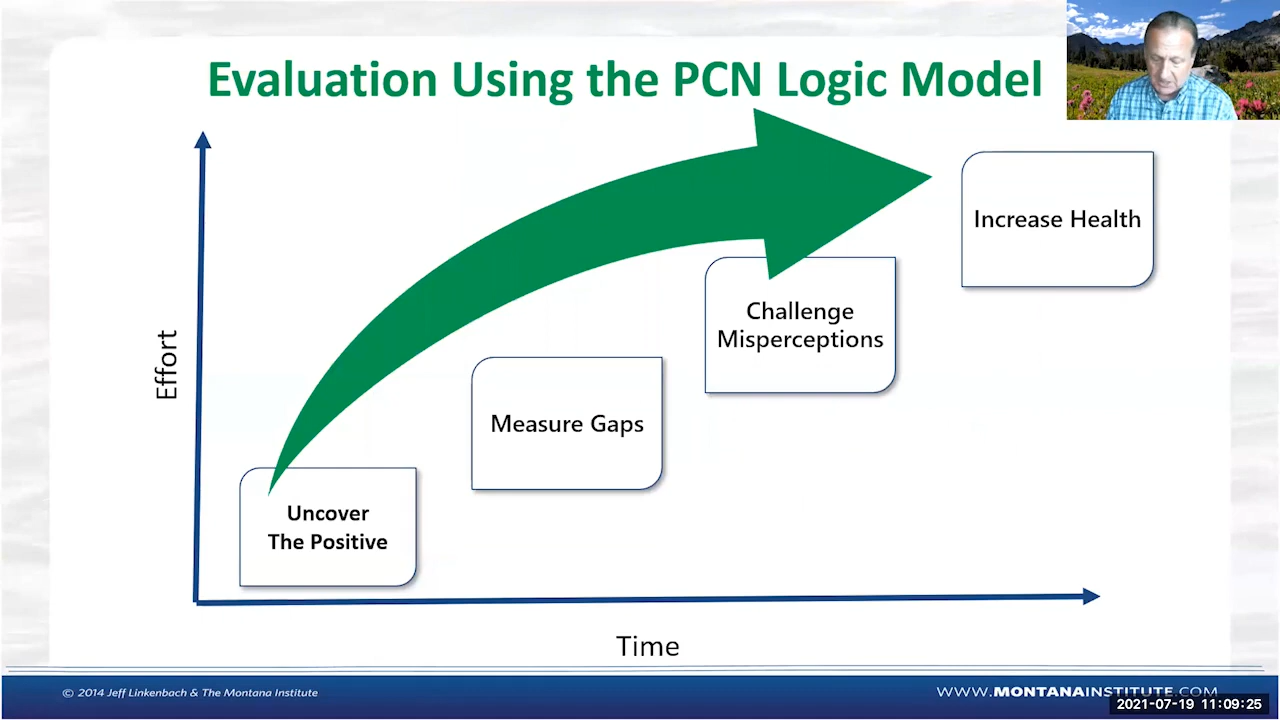 Evaluation Using the PCN Logic Model
Increase Health
Challenge
Misperceptions
Effort
Measure Gaps
Uncover
The Positive
Time
© 2014 Jeff Linkenbach & The Montana Institute
WWW.MONTANAINSTITUTE.COM
2021-07-19 11:09:25